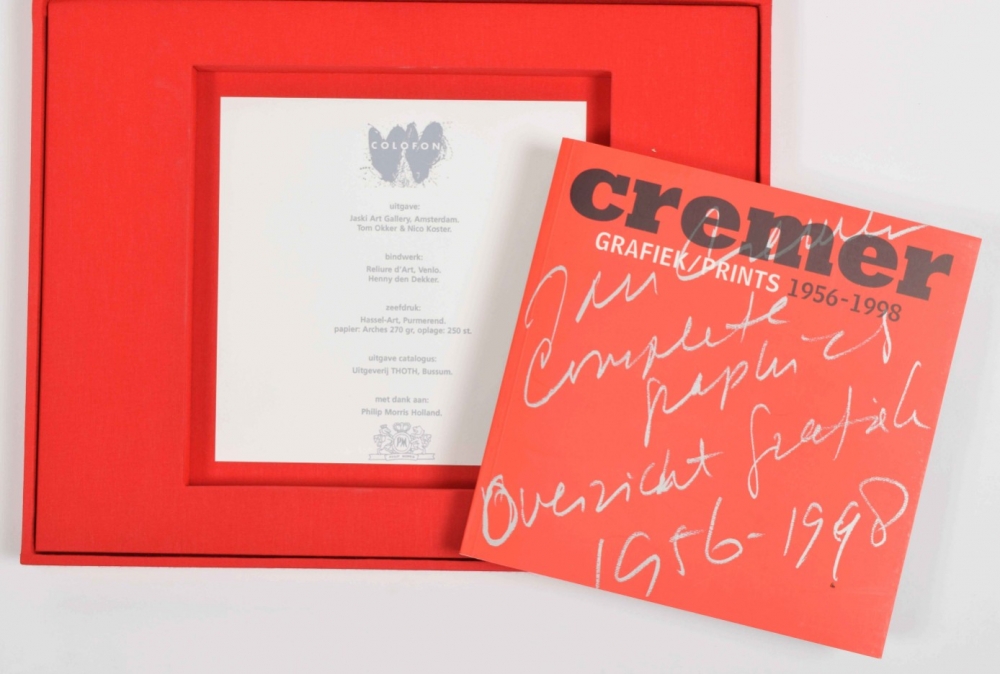 COLOFON
uitgave:
Jaski Art Gallery, Amsterdam.
Tom Okker & Nico Koster.
bindwerk:
Reliure d'Art, Venlo.
Henny den Dekker.
zeefdruk:
Hassel-Art, Purmerend.
papier: Arches 270 gr, oplage: 250 st.
uitgave catalogus:
Uitgeverij THOTH, Bussum.
met dank aan:
Philip Morris Holland.
PM
cremer
GRAFIEK/PRINTS 1956-1998
Jan Cremer
Complete
graphics
Overzicht Grafiek
1956-1998